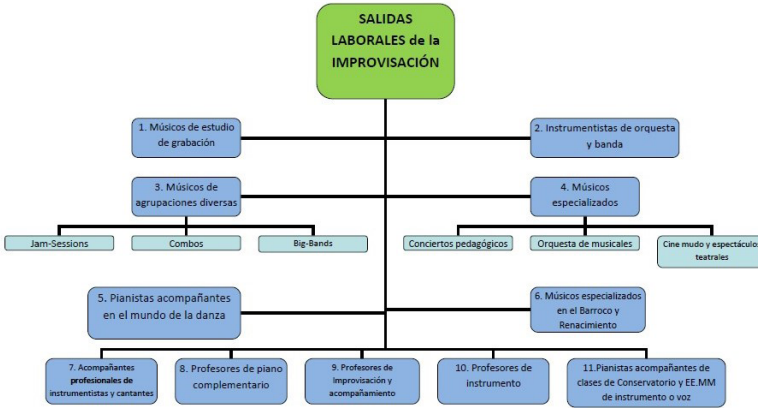 SALIDAS
LABORALES de la
IMPROVISACIÓN
1. Músicos de estudio
de grabación
2. Instrumentistas de orquesta
y banda
3. Músicos de
agrupaciones diversas
4. Músicos
especializados
Jam-Sessions
Combos
Big-Bands
Conciertos pedagógicos
Orquesta de musicales
Cine mudo y espectáculos
teatrales
5. Pianistas acompañantes
en el mundo de la danza
6. Músicos especializados
en el Barroco y
Renacimiento
7. Acompañantes
profesionales de
instrumentistas y cantantes
8. Profesores de piano
complementario
9. Profesores de
Improvisación y
acompañamiento
10. Profesores de
instrumento
11.Pianistas acompañantes de
clases de Conservatorio y EE.MM
de instrumento o voz